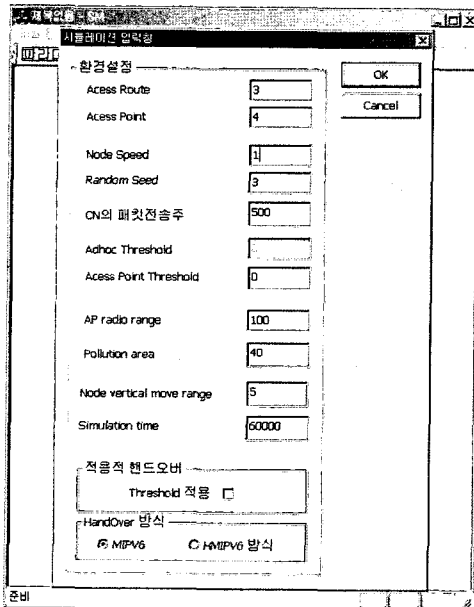 시뮬레이션 입력창
환경설정
OK
Cancel
Acess Route 3
Acess Point 4
Node Speed 1
Random Seed 3
CN의 패킷전송주 500
Adhoc Threshold
Acess Point Threshold 0
AP radio range 100
Pollution area 40
Node vertical move range 5
Simulation time 60000
적용적 핸드오버
Threshold 적용
HandOver 방식
MIPV6 HMIPV6 방식
준비